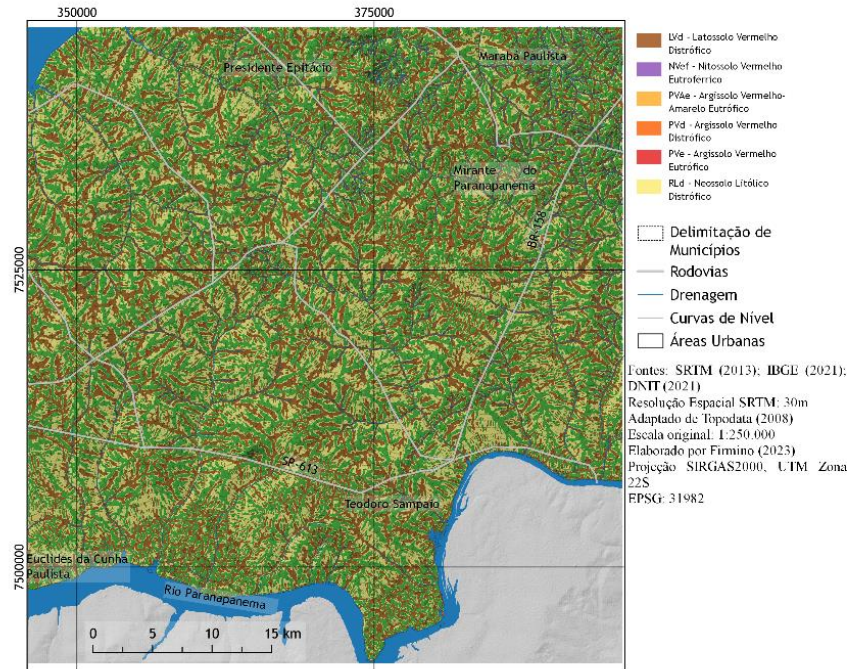 350000
375000
Presidente Epitácio
Marabá Paulista
Mirante do
Paranapanema
BR-158
7525000
SP-613
Teodoro Sampaio
Euclides da Cunha
Paulista
7500000
Rio Paranapanema
0 5 10 15 km
LVd - Latossolo Vermelho
Distrófico
NVef - Nitossolo Vermelho
Eutroferrico
PVAe - Argissolo Vermelho-
Amarelo Eutrófico
PVd - Argissolo Vermelho
Distrófico
PVe - Argissolo Vermelho
Eutrófico
RLd - Neossolo Litólico
Distrófico
Delimitação de
Municípios
Rodovias
Drenagem
Curvas de Nível
Áreas Urbanas
Fontes: SRTM (2013); IBGE (2021);
DNIT (2021)
Resolução Espacial SRTM: 30m
Adaptado de Topodata (2008)
Escala original: 1:250.000
Elaborado por Firmino (2023)
Projeção SIRGAS2000, UTM Zona
22S
EPSG: 31982